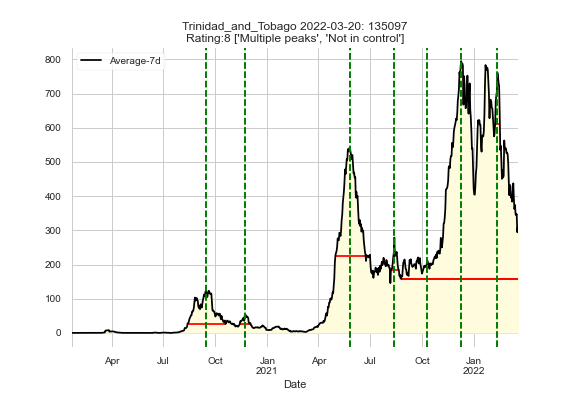 Trinidad_and_Tobago 2022-03-20: 135097
Rating:8 ['Multiple peaks', 'Not in control']
Average-7d
800
700
600
500
400
300
200
100
0
Apr Jul Oct Jan Apr Jul Oct Jan
2021 2022
Date